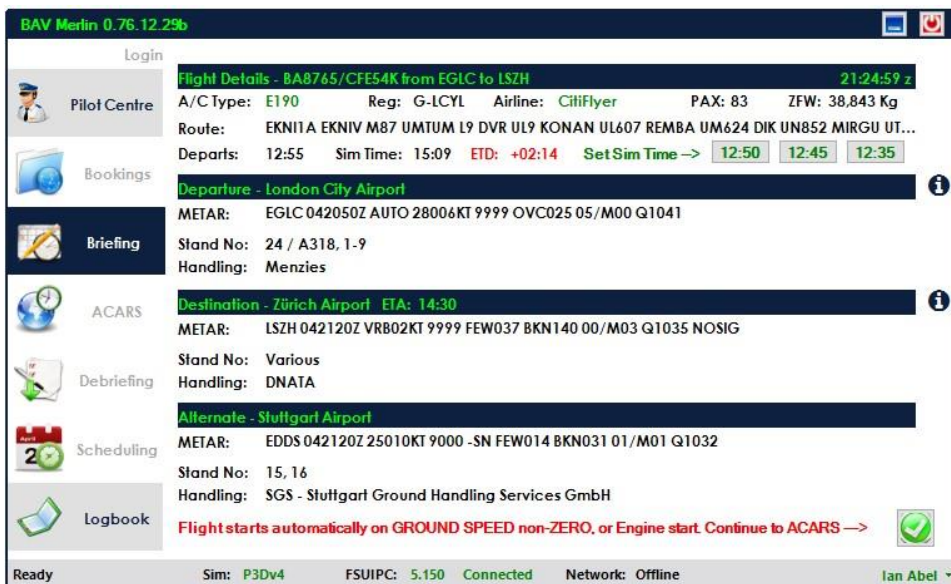 BAV Merlin 0.76.12.29b
Login
Pilot Centre
Bookings
Briefing
ACARS
Debriefing
April
2
Scheduling
Logbook
Flight Details - BA8765/CFE54K from EGLC to LSZH 21:24:59 z
A/C Type: E190 Reg: G-LCYL Airline: CitiFlyer PAX: 83 ZFW: 38,843 Kg
Route: EKNI1A EKNIV M87 UMTUM L9 DVR UL9 KONAN UL607 REMBA UM624 DIK UN852 MIRGU UT...
Departs: 12:55 Sim Time: 15:09 ETD: +02:14 Set Sim Time --> 12:50 12:45 12:35
Departure - London City Airport
METAR: EGLC 042050Z AUTO 28006KT 9999 OVC025 05/M00 Q1041
Stand No: 24 / A318, 1-9
Handling: Menzies
Destination - Zürich Airport ETA: 14:30
METAR: LSZH 042120Z VRB02KT 9999 FEW037 BKN140 00/M03 Q1035 NOSIG
Stand No: Various
Handling: DNATA
Alternate - Stuttgart Airport
METAR: EDDS 042120Z 25010KT 9000 -SN FEW014 BKN031 01/M01 Q1032
Stand No: 15, 16
Handling: SGS - Stuttgart Ground Handling Services GmbH
Flight starts automatically on GROUND SPEED non-ZERO, or Engine start. Continue to ACARS --->
Ready Sim: P3Dv4 FSUIPC: 5.150 Connected Network: Offline Ian Abel